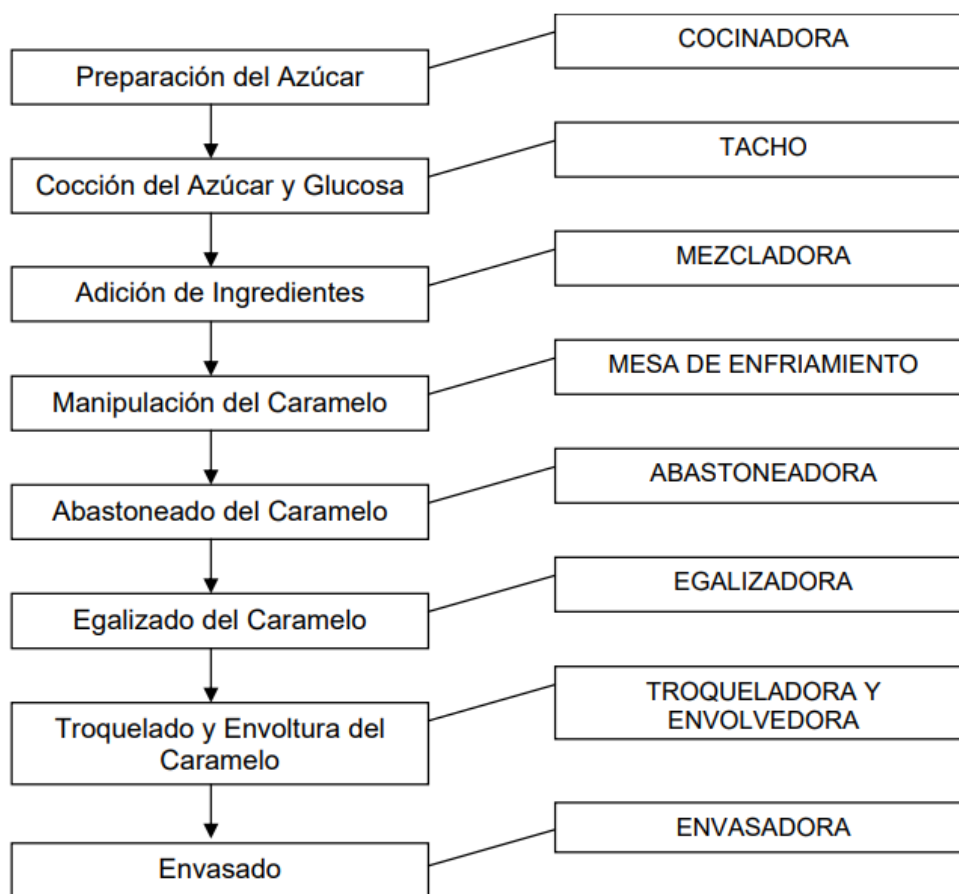 COCINADORA
Preparación del Azúcar
TACHO
Cocción del Azúcar y Glucosa
MEZCLADORA
Adición de Ingredientes
MESA DE ENFRIAMIENTO
Manipulación del Caramelo
ABASTONEADORA
Abastoneado del Caramelo
EGALIZADORA
Egalizado del Caramelo
TROQUELADORA Y
ENVOLVEDORA
Troquelado y Envoltura del
Caramelo
ENVASADORA
Envasado